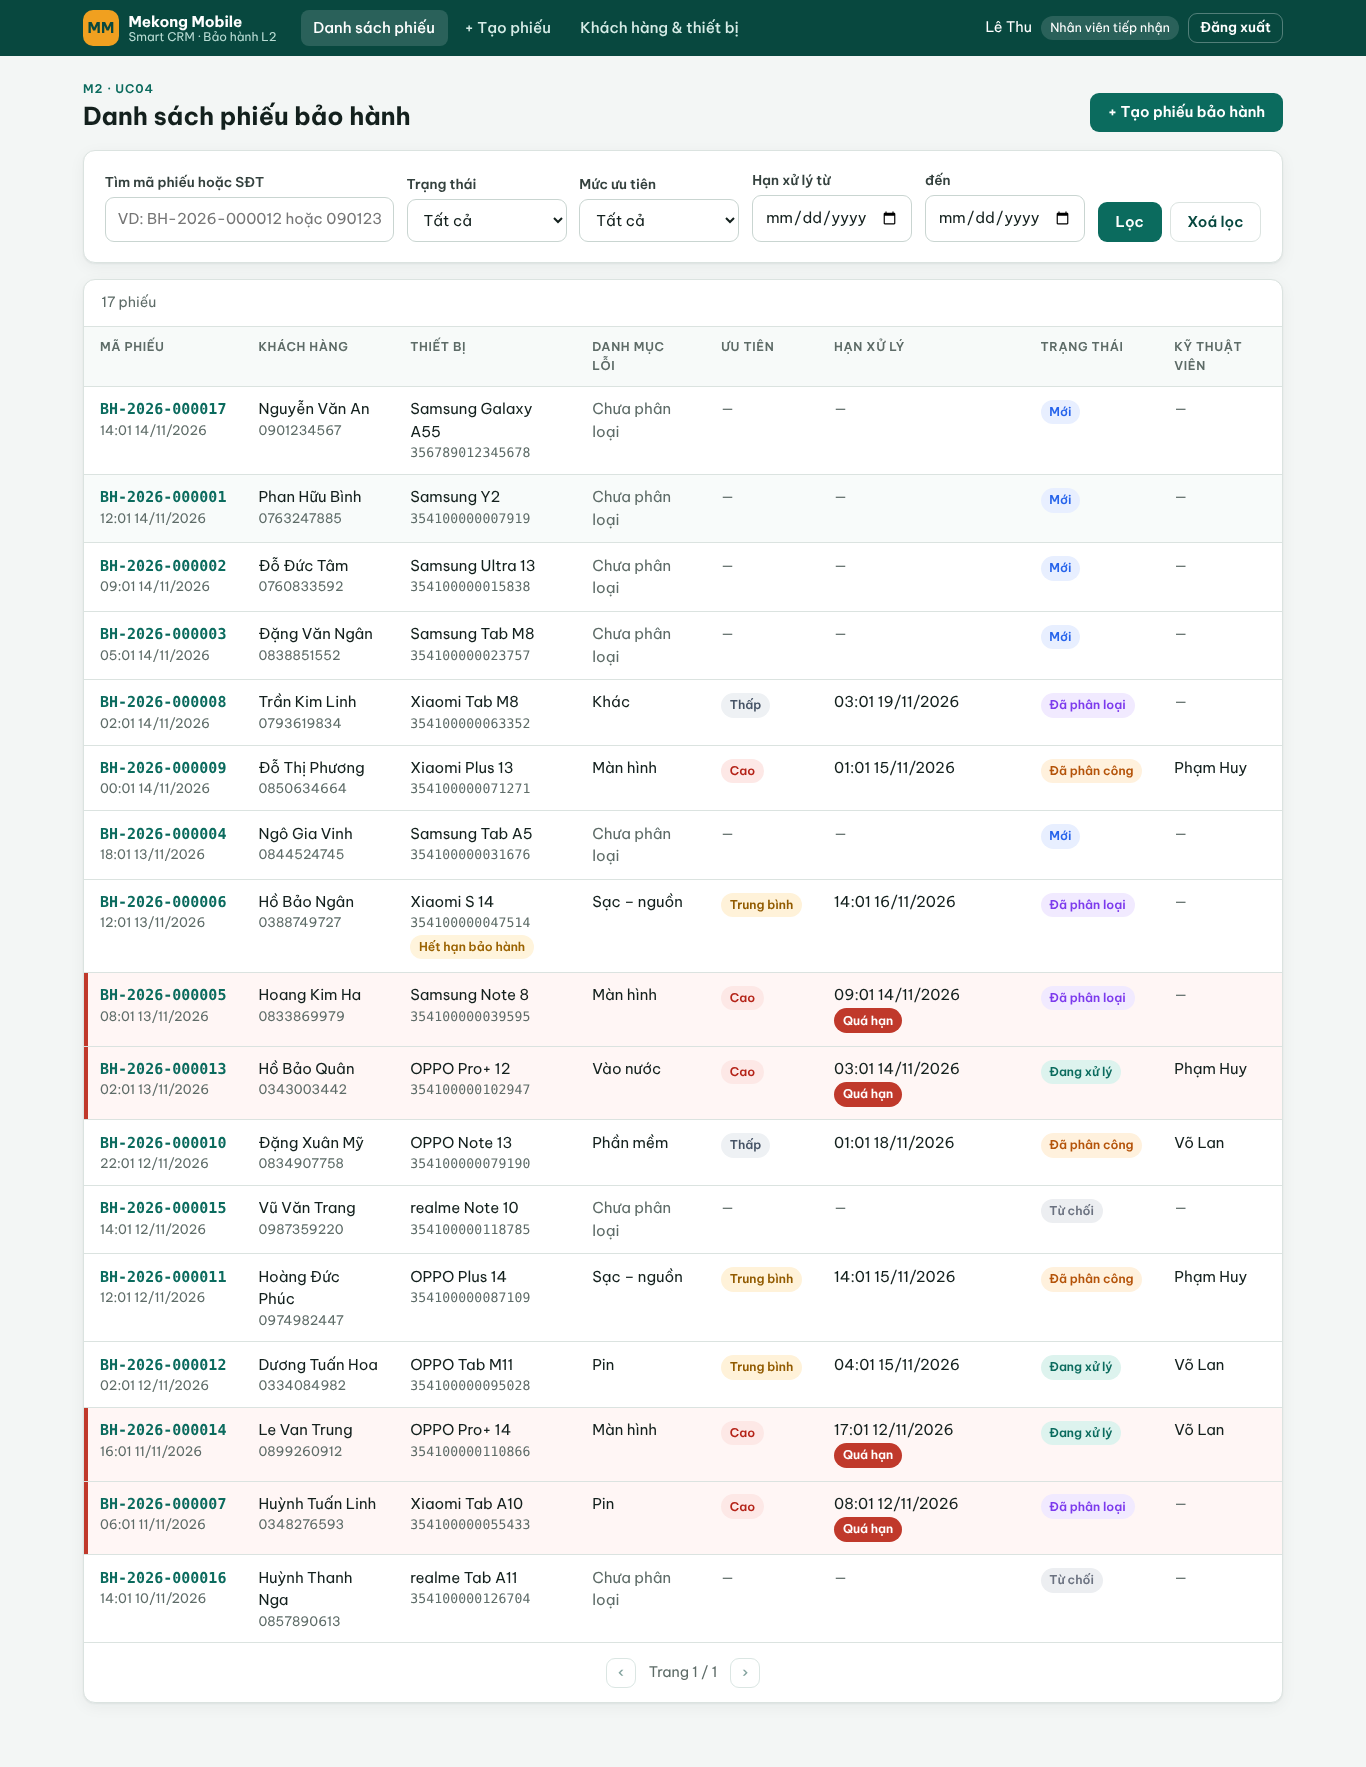 MM
Mekong Mobile
Smart CRM · Bảo hành L2
Danh sách phiếu
+ Tạo phiếu
Khách hàng & thiết bị
Lê Thu
Nhân viên tiếp nhận
Đăng xuất
M2 · UC04
Danh sách phiếu bảo hành
+ Tạo phiếu bảo hành
Tìm mã phiếu hoặc SĐT
Trạng thái
Mức ưu tiên
Hạn xử lý từ
đến
VD: BH-2026-000012 hoặc 090123
Tất cả
Tất cả
mm/dd/yyyy
mm/dd/yyyy
Lọc
Xoá lọc
17 phiếu
MÃ PHIẾU
KHÁCH HÀNG
THIẾT BỊ
DANH MỤC
LỖI
ƯU TIÊN
HẠN XỬ LÝ
TRẠNG THÁI
KỸ THUẬT
VIÊN
BH-2026-000017
14:01 14/11/2026
Nguyễn Văn An
0901234567
Samsung Galaxy
A55
356789012345678
Chưa phân
loại
—
—
Mới
—
BH-2026-000001
12:01 14/11/2026
Phan Hữu Bình
0763247885
Samsung Y2
354100000007919
Chưa phân
loại
—
—
Mới
—
BH-2026-000002
09:01 14/11/2026
Đỗ Đức Tâm
0760833592
Samsung Ultra 13
354100000015838
Chưa phân
loại
—
—
Mới
—
BH-2026-000003
05:01 14/11/2026
Đặng Văn Ngân
0838851552
Samsung Tab M8
354100000023757
Chưa phân
loại
—
—
Mới
—
BH-2026-000008
02:01 14/11/2026
Trần Kim Linh
0793619834
Xiaomi Tab M8
354100000063352
Khác
Thấp
03:01 19/11/2026
Đã phân loại
—
BH-2026-000009
00:01 14/11/2026
Đỗ Thị Phương
0850634664
Xiaomi Plus 13
354100000071271
Màn hình
Cao
01:01 15/11/2026
Đã phân công
Phạm Huy
BH-2026-000004
18:01 13/11/2026
Ngô Gia Vinh
0844524745
Samsung Tab A5
354100000031676
Chưa phân
loại
—
—
Mới
—
BH-2026-000006
12:01 13/11/2026
Hồ Bảo Ngân
0388749727
Xiaomi S 14
354100000047514
Hết hạn bảo hành
Sạc – nguồn
Trung bình
14:01 16/11/2026
Đã phân loại
—
BH-2026-000005
08:01 13/11/2026
Hoang Kim Ha
0833869979
Samsung Note 8
354100000039595
Màn hình
Cao
09:01 14/11/2026
Quá hạn
Đã phân loại
—
BH-2026-000013
02:01 13/11/2026
Hồ Bảo Quân
0343003442
OPPO Pro+ 12
354100000102947
Vào nước
Cao
03:01 14/11/2026
Quá hạn
Đang xử lý
Phạm Huy
BH-2026-000010
22:01 12/11/2026
Đặng Xuân Mỹ
0834907758
OPPO Note 13
354100000079190
Phần mềm
Thấp
01:01 18/11/2026
Đã phân công
Võ Lan
BH-2026-000015
14:01 12/11/2026
Vũ Văn Trang
0987359220
realme Note 10
354100000118785
Chưa phân
loại
—
—
Từ chối
—
BH-2026-000011
12:01 12/11/2026
Hoàng Đức
Phúc
0974982447
OPPO Plus 14
354100000087109
Sạc – nguồn
Trung bình
14:01 15/11/2026
Đã phân công
Phạm Huy
BH-2026-000012
02:01 12/11/2026
Dương Tuấn Hoa
0334084982
OPPO Tab M11
354100000095028
Pin
Trung bình
04:01 15/11/2026
Đang xử lý
Võ Lan
BH-2026-000014
16:01 11/11/2026
Le Van Trung
0899260912
OPPO Pro+ 14
354100000110866
Màn hình
Cao
17:01 12/11/2026
Quá hạn
Đang xử lý
Võ Lan
BH-2026-000007
06:01 11/11/2026
Huỳnh Tuấn Linh
0348276593
Xiaomi Tab A10
354100000055433
Pin
Cao
08:01 12/11/2026
Quá hạn
Đã phân loại
—
BH-2026-000016
14:01 10/11/2026
Huỳnh Thanh
Nga
0857890613
realme Tab A11
354100000126704
Chưa phân
loại
—
—
Từ chối
—
‹
Trang 1 / 1
›